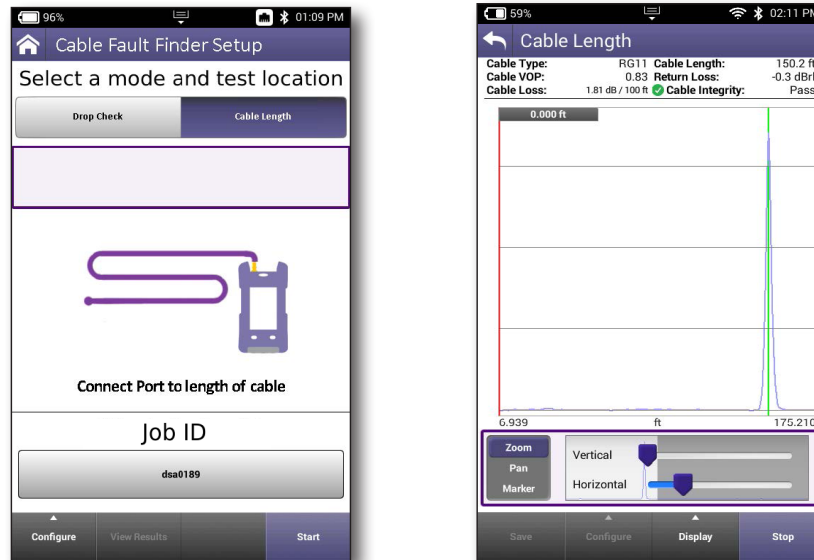 96%
01:09 PM
Cable Fault Finder Setup
Select a mode and test location
Drop Check
Cable Length
Connect Port to length of cable
Job ID
dsa0189
Configure
View Results
Start
59%
02:11 PM
Cable Length
Cable Type: RG11 Cable Length: 150.2 ft
Cable VOP: 0.83 Return Loss: -0.3 dBr
Cable Loss: 1.81 dB / 100 ft Cable Integrity: Pass
0.000 ft
6.939 ft 175.210
Zoom
Pan
Marker
Vertical
Horizontal
Save
Configure
Display
Stop